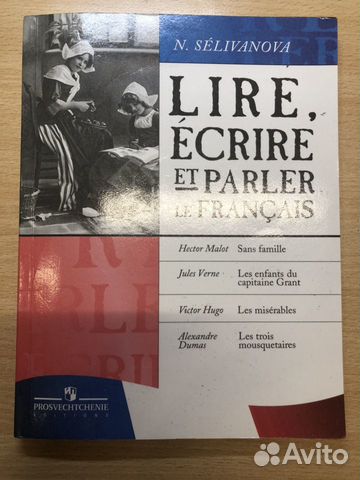 N. SÉLIVANOVA
LIRE,
ÉCRIRE
ET PARLER
LE FRANÇAIS
Hector Malot Sans famille
Jules Verne Les enfants du
capitaine Grant
Victor Hugo Les misérables
Alexandre Les trois
Dumas mousquetaires
PROSVECHTCHENIE
EDITIONS
Avito